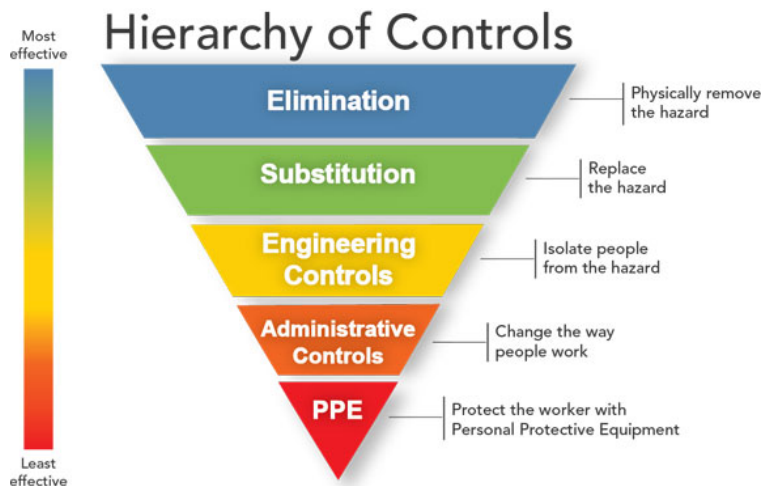 Hierarchy of Controls
Most
effective
Elimination
Physically remove
the hazard
Substitution
Replace
the hazard
Engineering
Controls
Isolate people
from the hazard
Administrative
Controls
Change the way
people work
PPE
Protect the worker with
Personal Protective Equipment
Least
effective